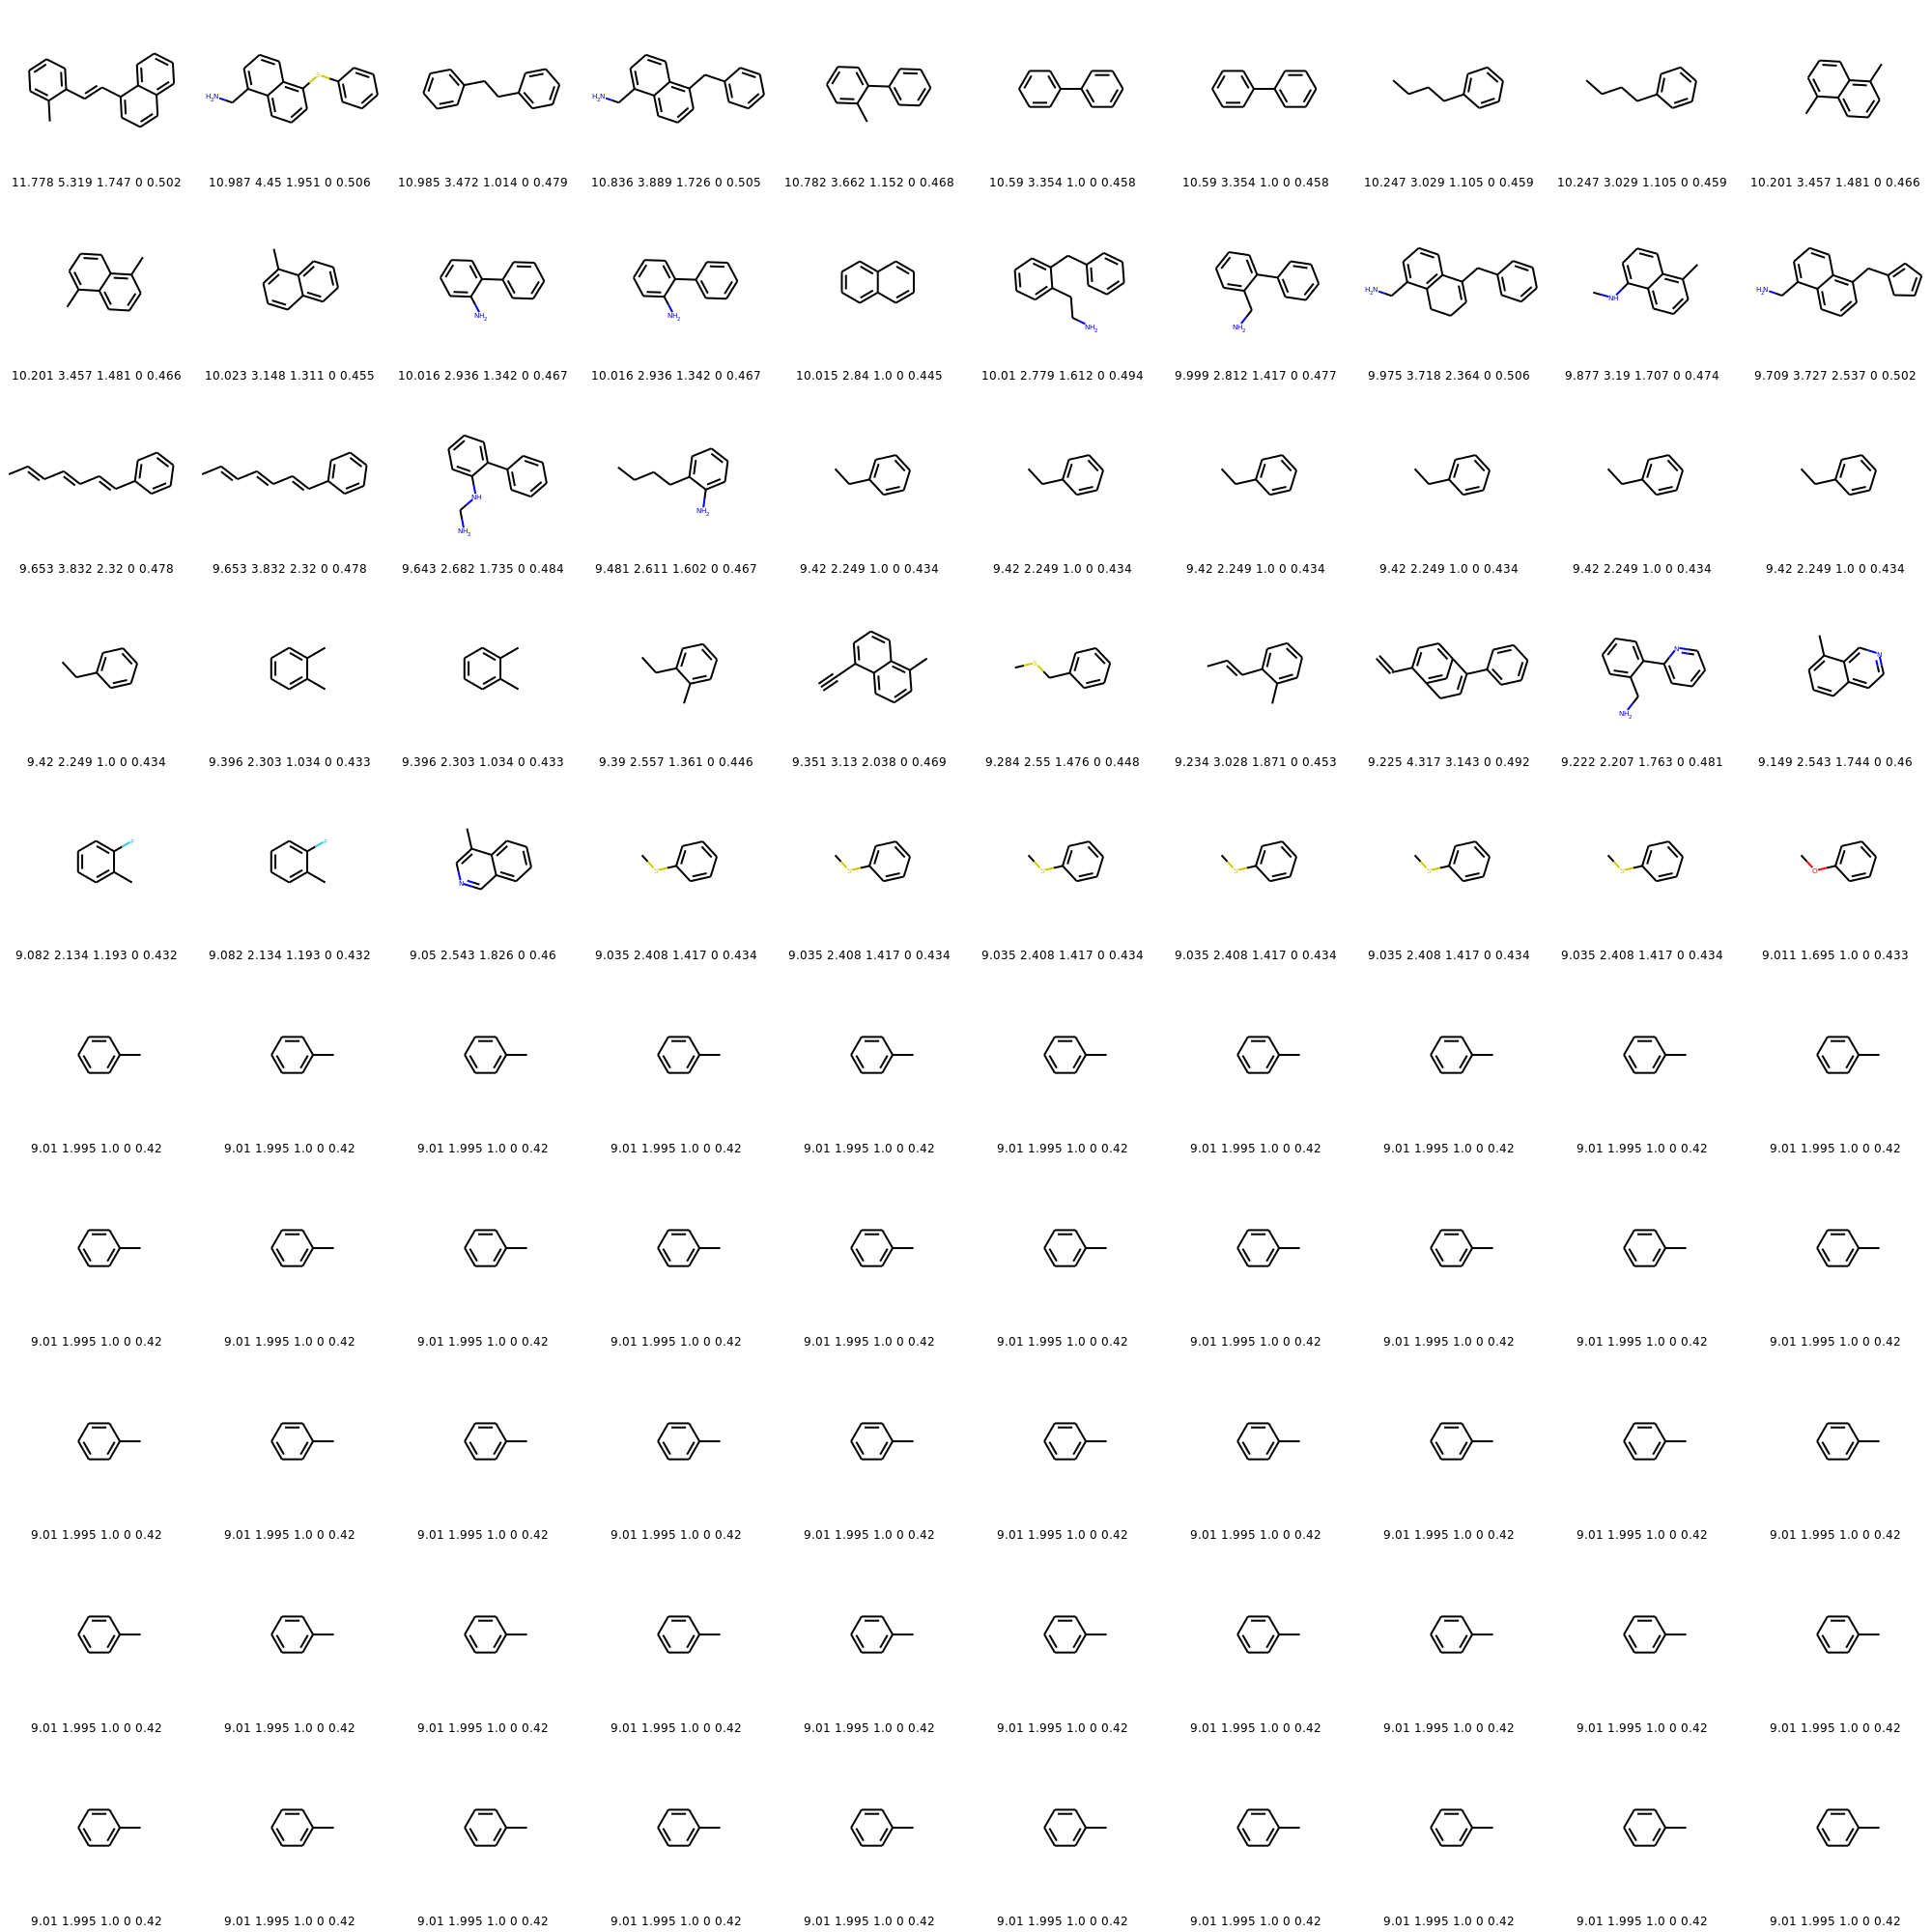 S
H₂N H₂N
11.778 5.319 1.747 0 0.502 10.987 4.45 1.951 0 0.506 10.985 3.472 1.014 0 0.479 10.836 3.889 1.726 0 0.505 10.782 3.662 1.152 0 0.468 10.59 3.354 1.0 0 0.458 10.59 3.354 1.0 0 0.458 10.247 3.029 1.105 0 0.459 10.247 3.029 1.105 0 0.459 10.201 3.457 1.481 0 0.466
H₂N NH H₂N
NH₂ NH₂ NH₂ NH₂
10.201 3.457 1.481 0 0.466 10.023 3.148 1.311 0 0.455 10.016 2.936 1.342 0 0.467 10.016 2.936 1.342 0 0.467 10.015 2.84 1.0 0 0.445 10.01 2.779 1.612 0 0.494 9.999 2.812 1.417 0 0.477 9.975 3.718 2.364 0 0.506 9.877 3.19 1.707 0 0.474 9.709 3.727 2.537 0 0.502
NH NH₂
NH₂
9.653 3.832 2.32 0 0.478 9.653 3.832 2.32 0 0.478 9.643 2.682 1.735 0 0.484 9.481 2.611 1.602 0 0.467 9.42 2.249 1.0 0 0.434 9.42 2.249 1.0 0 0.434 9.42 2.249 1.0 0 0.434 9.42 2.249 1.0 0 0.434 9.42 2.249 1.0 0 0.434 9.42 2.249 1.0 0 0.434
S N N
NH₂
9.42 2.249 1.0 0 0.434 9.396 2.303 1.034 0 0.433 9.396 2.303 1.034 0 0.433 9.39 2.557 1.361 0 0.446 9.351 3.13 2.038 0 0.469 9.284 2.55 1.476 0 0.448 9.234 3.028 1.871 0 0.453 9.225 4.317 3.143 0 0.492 9.222 2.207 1.763 0 0.481 9.149 2.543 1.744 0 0.46
F F
N S S S S S S O
9.082 2.134 1.193 0 0.432 9.082 2.134 1.193 0 0.432 9.05 2.543 1.826 0 0.46 9.035 2.408 1.417 0 0.434 9.035 2.408 1.417 0 0.434 9.035 2.408 1.417 0 0.434 9.035 2.408 1.417 0 0.434 9.035 2.408 1.417 0 0.434 9.035 2.408 1.417 0 0.434 9.011 1.695 1.0 0 0.433
9.01 1.995 1.0 0 0.42 9.01 1.995 1.0 0 0.42 9.01 1.995 1.0 0 0.42 9.01 1.995 1.0 0 0.42 9.01 1.995 1.0 0 0.42 9.01 1.995 1.0 0 0.42 9.01 1.995 1.0 0 0.42 9.01 1.995 1.0 0 0.42 9.01 1.995 1.0 0 0.42 9.01 1.995 1.0 0 0.42
9.01 1.995 1.0 0 0.42 9.01 1.995 1.0 0 0.42 9.01 1.995 1.0 0 0.42 9.01 1.995 1.0 0 0.42 9.01 1.995 1.0 0 0.42 9.01 1.995 1.0 0 0.42 9.01 1.995 1.0 0 0.42 9.01 1.995 1.0 0 0.42 9.01 1.995 1.0 0 0.42 9.01 1.995 1.0 0 0.42
9.01 1.995 1.0 0 0.42 9.01 1.995 1.0 0 0.42 9.01 1.995 1.0 0 0.42 9.01 1.995 1.0 0 0.42 9.01 1.995 1.0 0 0.42 9.01 1.995 1.0 0 0.42 9.01 1.995 1.0 0 0.42 9.01 1.995 1.0 0 0.42 9.01 1.995 1.0 0 0.42 9.01 1.995 1.0 0 0.42
9.01 1.995 1.0 0 0.42 9.01 1.995 1.0 0 0.42 9.01 1.995 1.0 0 0.42 9.01 1.995 1.0 0 0.42 9.01 1.995 1.0 0 0.42 9.01 1.995 1.0 0 0.42 9.01 1.995 1.0 0 0.42 9.01 1.995 1.0 0 0.42 9.01 1.995 1.0 0 0.42 9.01 1.995 1.0 0 0.42
9.01 1.995 1.0 0 0.42 9.01 1.995 1.0 0 0.42 9.01 1.995 1.0 0 0.42 9.01 1.995 1.0 0 0.42 9.01 1.995 1.0 0 0.42 9.01 1.995 1.0 0 0.42 9.01 1.995 1.0 0 0.42 9.01 1.995 1.0 0 0.42 9.01 1.995 1.0 0 0.42 9.01 1.995 1.0 0 0.42